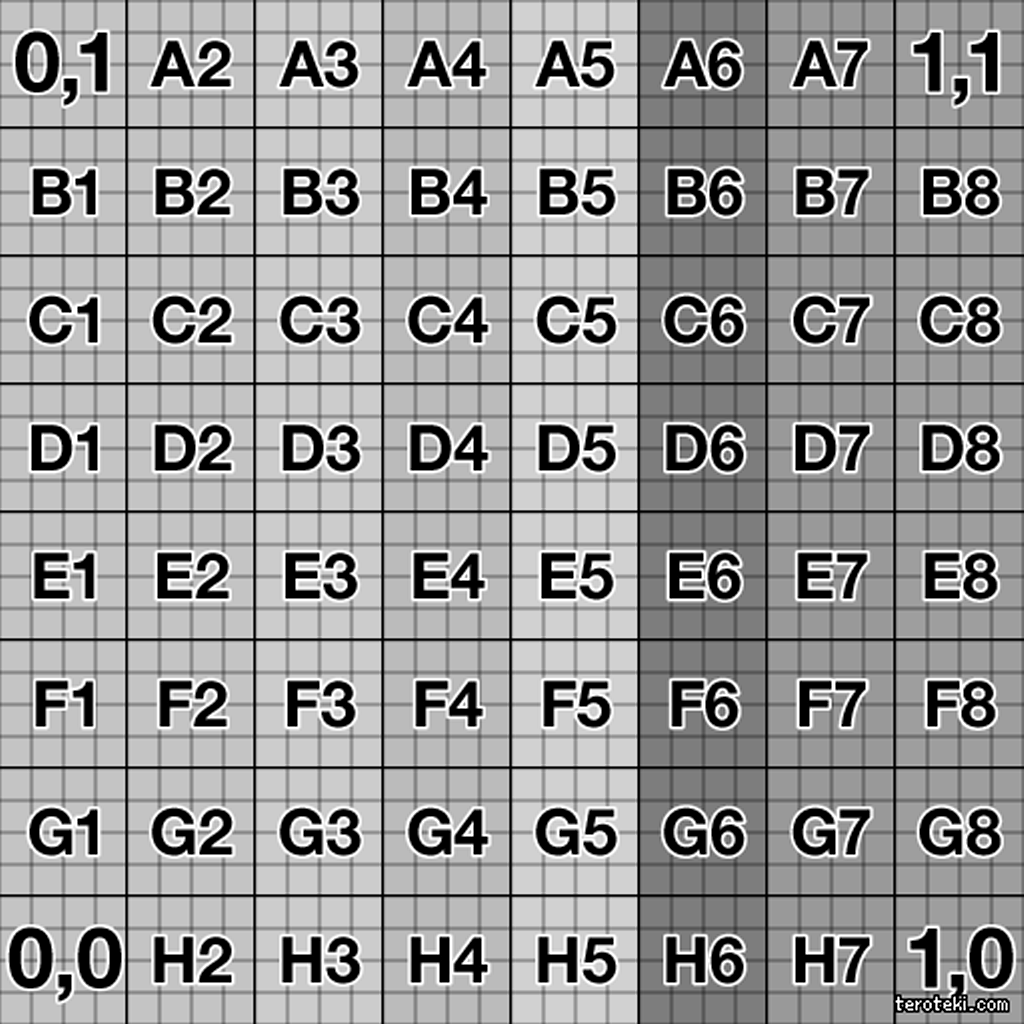 0,1 A2 A3 A4 A5 A6 A7 1,1
B1 B2 B3 B4 B5 B6 B7 B8
C1 C2 C3 C4 C5 C6 C7 C8
D1 D2 D3 D4 D5 D6 D7 D8
E1 E2 E3 E4 E5 E6 E7 E8
F1 F2 F3 F4 F5 F6 F7 F8
G1 G2 G3 G4 G5 G6 G7 G8
0,0 H2 H3 H4 H5 H6 H7 1,0
teroteki.com